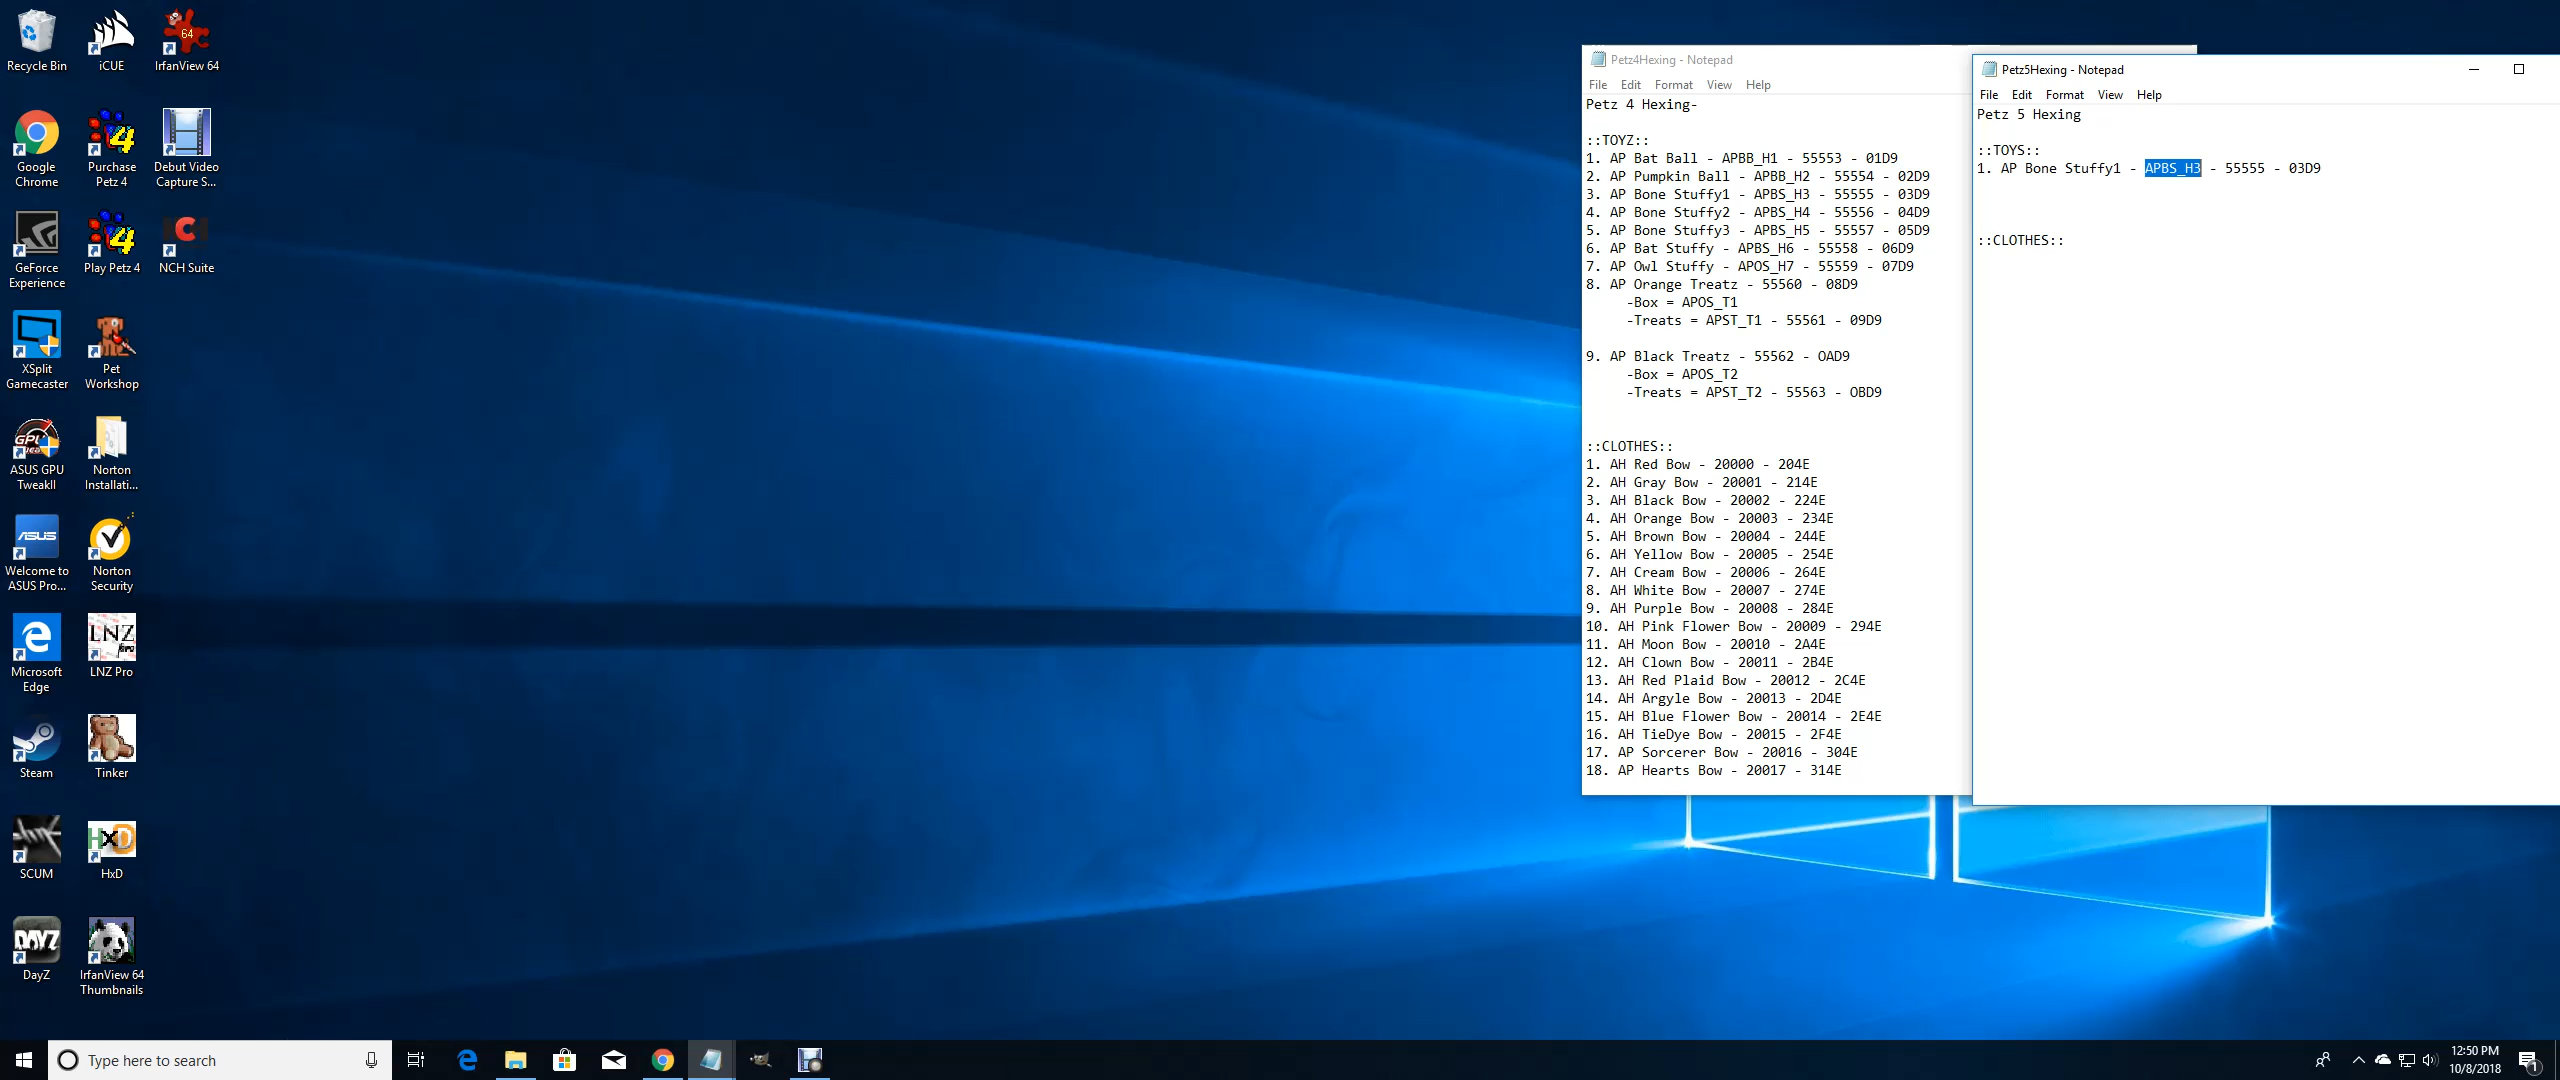 Recycle Bin
iCUE
IrfanView 64
Google
Chrome
Purchase
Petz 4
Debut Video
Capture S...
GeForce
Experience
Play Petz 4
NCH Suite
XSplit
Gamecaster
Pet
Workshop
ASUS GPU
TweakII
Norton
Installati...
Welcome to
ASUS Pro...
Norton
Security
Microsoft
Edge
LNZ Pro
Steam
Tinker
SCUM
HxD
DayZ
IrfanView 64
Thumbnails
Petz4Hexing - Notepad
File Edit Format View Help
Petz 4 Hexing-
::TOYZ::
1. AP Bat Ball - APBB_H1 - 55553 - 01D9
2. AP Pumpkin Ball - APBB_H2 - 55554 - 02D9
3. AP Bone Stuffy1 - APBS_H3 - 55555 - 03D9
4. AP Bone Stuffy2 - APBS_H4 - 55556 - 04D9
5. AP Bone Stuffy3 - APBS_H5 - 55557 - 05D9
6. AP Bat Stuffy - APBS_H6 - 55558 - 06D9
7. AP Owl Stuffy - APOS_H7 - 55559 - 07D9
8. AP Orange Treatz - 55560 - 08D9
-Box = APOS_T1
-Treats = APST_T1 - 55561 - 09D9
9. AP Black Treatz - 55562 - OAD9
-Box = APOS_T2
-Treats = APST_T2 - 55563 - OBD9
::CLOTHES::
1. AH Red Bow - 20000 - 204E
2. AH Gray Bow - 20001 - 214E
3. AH Black Bow - 20002 - 224E
4. AH Orange Bow - 20003 - 234E
5. AH Brown Bow - 20004 - 244E
6. AH Yellow Bow - 20005 - 254E
7. AH Cream Bow - 20006 - 264E
8. AH White Bow - 20007 - 274E
9. AH Purple Bow - 20008 - 284E
10. AH Pink Flower Bow - 20009 - 294E
11. AH Moon Bow - 20010 - 2A4E
12. AH Clown Bow - 20011 - 2B4E
13. AH Red Plaid Bow - 20012 - 2C4E
14. AH Argyle Bow - 20013 - 2D4E
15. AH Blue Flower Bow - 20014 - 2E4E
16. AH TieDye Bow - 20015 - 2F4E
17. AP Sorcerer Bow - 20016 - 304E
18. AP Hearts Bow - 20017 - 314E
Petz5Hexing - Notepad
File Edit Format View Help
Petz 5 Hexing
::TOYS::
1. AP Bone Stuffy1 - APBS_H3 - 55555 - 03D9
::CLOTHES::
Type here to search
12:50 PM
10/8/2018
1